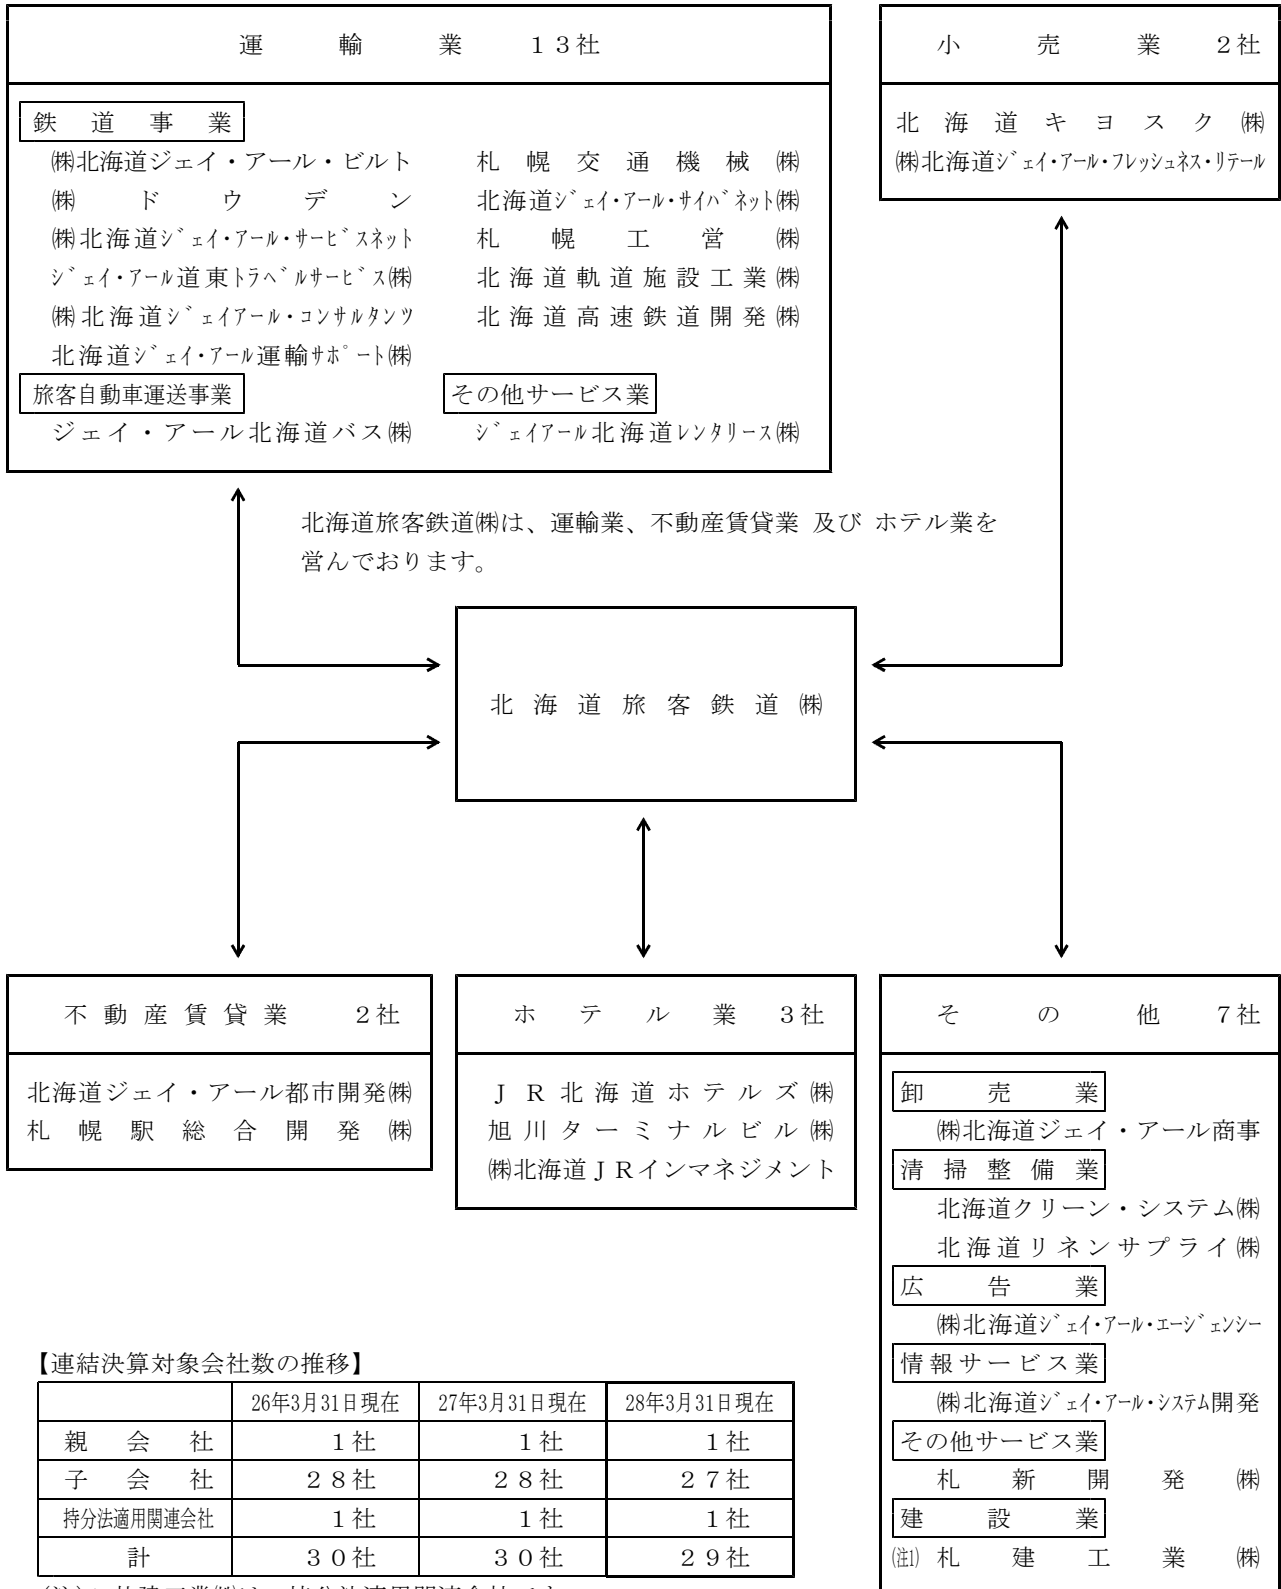 運輸業 １３社
鉄道事業
㈱北海道ジェイ・アール・ビルト
㈱ドウデン
㈱北海道ｼﾞｪｲ・ｱｰﾙ・ｻｰﾋﾞｽﾈｯﾄ
ｼﾞｪｲ・ｱｰﾙ道東ﾄﾗﾍﾞﾙｻｰﾋﾞｽ㈱
㈱北海道ｼﾞｪｲｱｰﾙ・ｺﾝｻﾙﾀﾝﾂ
北海道ｼﾞｪｲ・ｱｰﾙ運輸ｻﾎﾟｰﾄ㈱
札幌交通機械㈱
北海道ｼﾞｪｲ・ｱｰﾙ・ｻｲﾊﾞﾈｯﾄ㈱
札幌工営㈱
北海道軌道施設工業㈱
北海道高速鉄道開発㈱
旅客自動車運送事業
ジェイ・アール北海道バス㈱
その他サービス業
ｼﾞｪｲｱｰﾙ北海道ﾚﾝﾀﾘｰｽ㈱
小売業 ２社
北海道キヨスク㈱
㈱北海道ｼﾞｪｲ・ｱｰﾙ・ﾌﾚｯｼｭﾈｽ・ﾘﾃｰﾙ
北海道旅客鉄道㈱は、運輸業、不動産賃貸業 及び ホテル業を
営んでおります。
北海道旅客鉄道㈱
不動産賃貸業 ２社
北海道ジェイ・アール都市開発㈱
札幌駅総合開発㈱
ホテル業 ３社
ＪＲ北海道ホテルズ㈱
旭川ターミナルビル㈱
㈱北海道ＪＲインマネジメント
その他 ７社
卸売業
㈱北海道ジェイ・アール商事
清掃整備業
北海道クリーン・システム㈱
北海道リネンサプライ㈱
広告業
㈱北海道ｼﾞｪｲ・ｱｰﾙ・ｴｰｼﾞｪﾝｼｰ
情報サービス業
㈱北海道ｼﾞｪｲ・ｱｰﾙ・ｼｽﾃﾑ開発
その他サービス業
札新開発㈱
建設業
(注1) 札建工業㈱
【連結決算対象会社数の推移】
26年3月31日現在 27年3月31日現在 28年3月31日現在
親会社 １社 １社 １社
子会社 ２８社 ２８社 ２７社
持分法適用関連会社 １社 １社 １社
計 ３０社 ３０社 ２９社